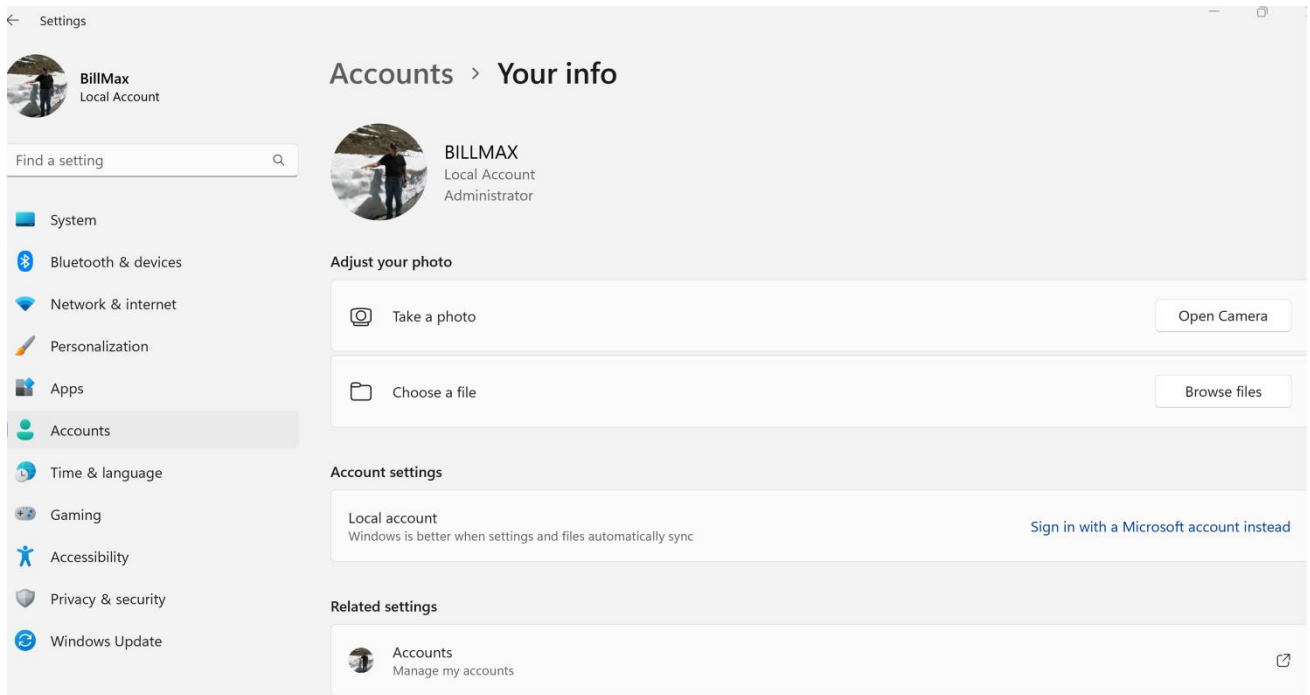 Settings
BillMax
Local Account
Find a setting
System
Bluetooth & devices
Network & internet
Personalization
Apps
Accounts
Time & language
Gaming
Accessibility
Privacy & security
Windows Update
Accounts > Your info
BILLMAX
Local Account
Administrator
Adjust your photo
Take a photo
Open Camera
Choose a file
Browse files
Account settings
Local account
Windows is better when settings and files automatically sync
Sign in with a Microsoft account instead
Related settings
Accounts
Manage my accounts